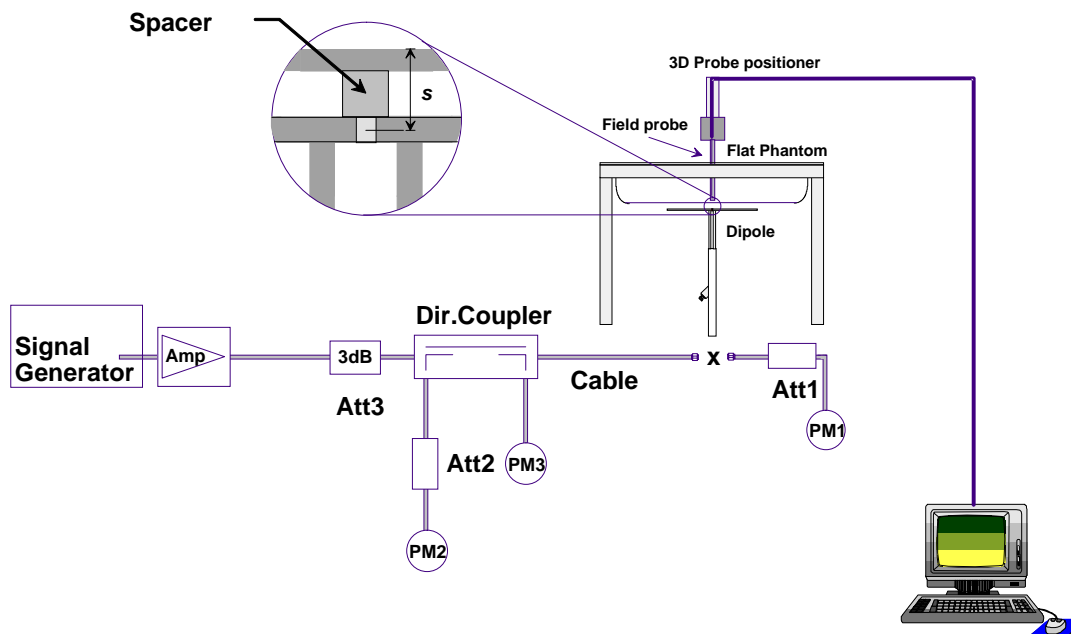 Spacer
s
3D Probe positioner
Field probe
Flat Phantom
Dipole
Dir.Coupler
Signal
Generator
Amp
3dB
Att3
Cable
x
Att1
PM1
Att2
PM3
PM2